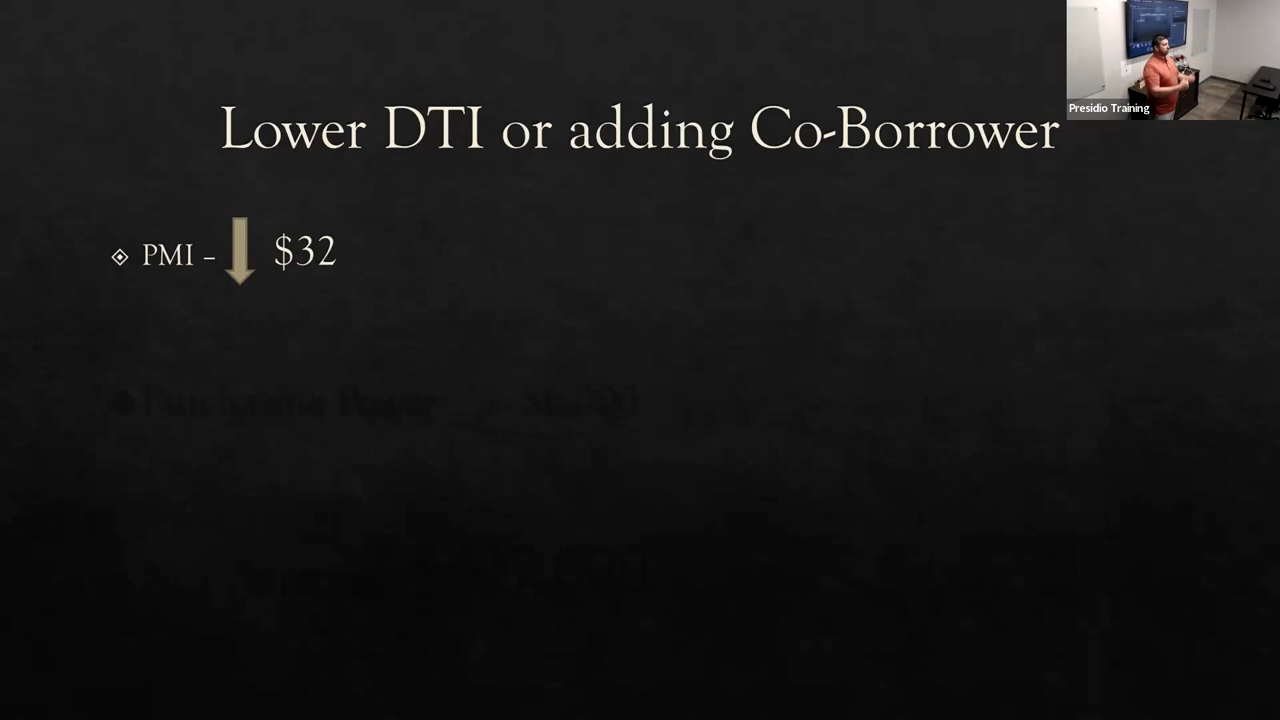 Lower DTI or adding Co-Borrower
Presidio Training
PMI – $32